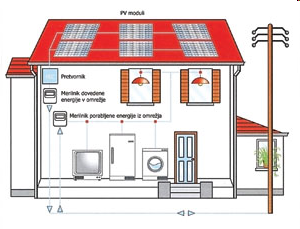 PV moduli
Pretvornik
Merilnik dovedene
energije v omrežje
Merilnik porabljene energije iz omrežja